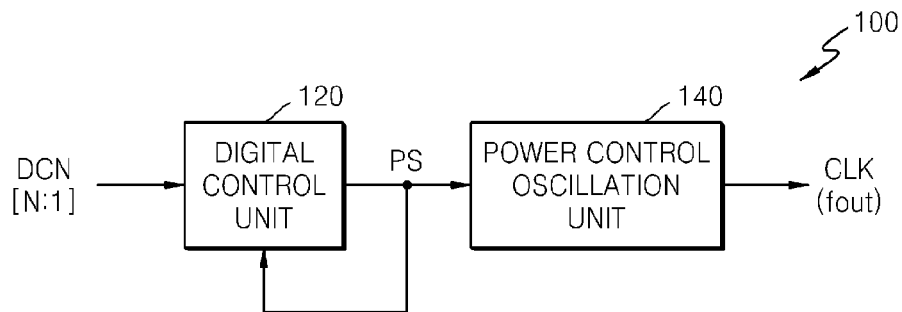 100
120
140
DCN
[N:1]
DIGITAL
CONTROL
UNIT
PS
POWER CONTROL
OSCILLATION
UNIT
CLK
(fout)